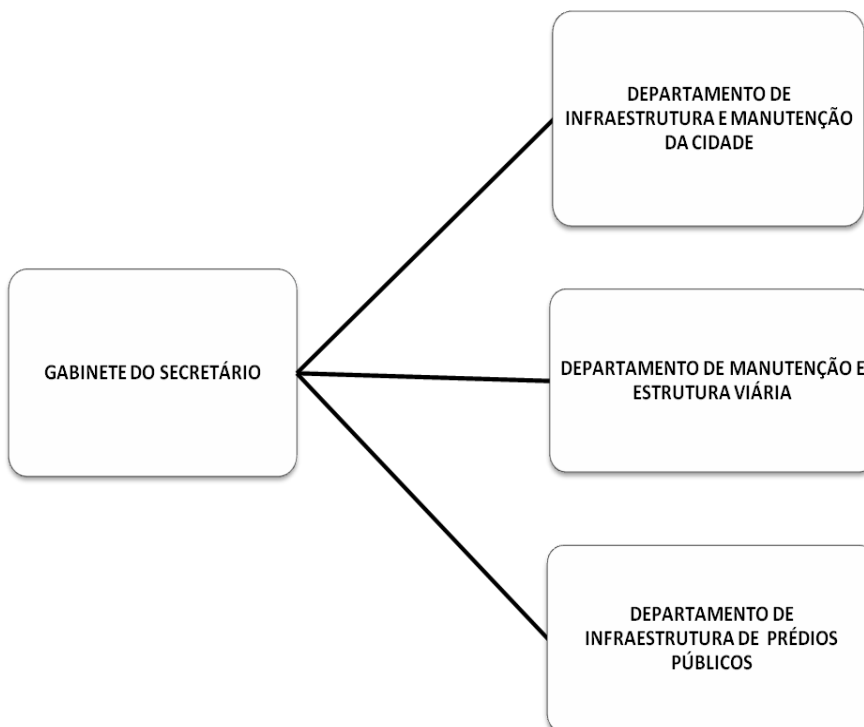 DEPARTAMENTO DE
INFRAESTRUTURA E MANUTENÇÃO
DA CIDADE
GABINETE DO SECRETÁRIO
DEPARTAMENTO DE MANUTENÇÃO E
ESTRUTURA VIÁRIA
DEPARTAMENTO DE
INFRAESTRUTURA DE PRÉDIOS
PÚBLICOS